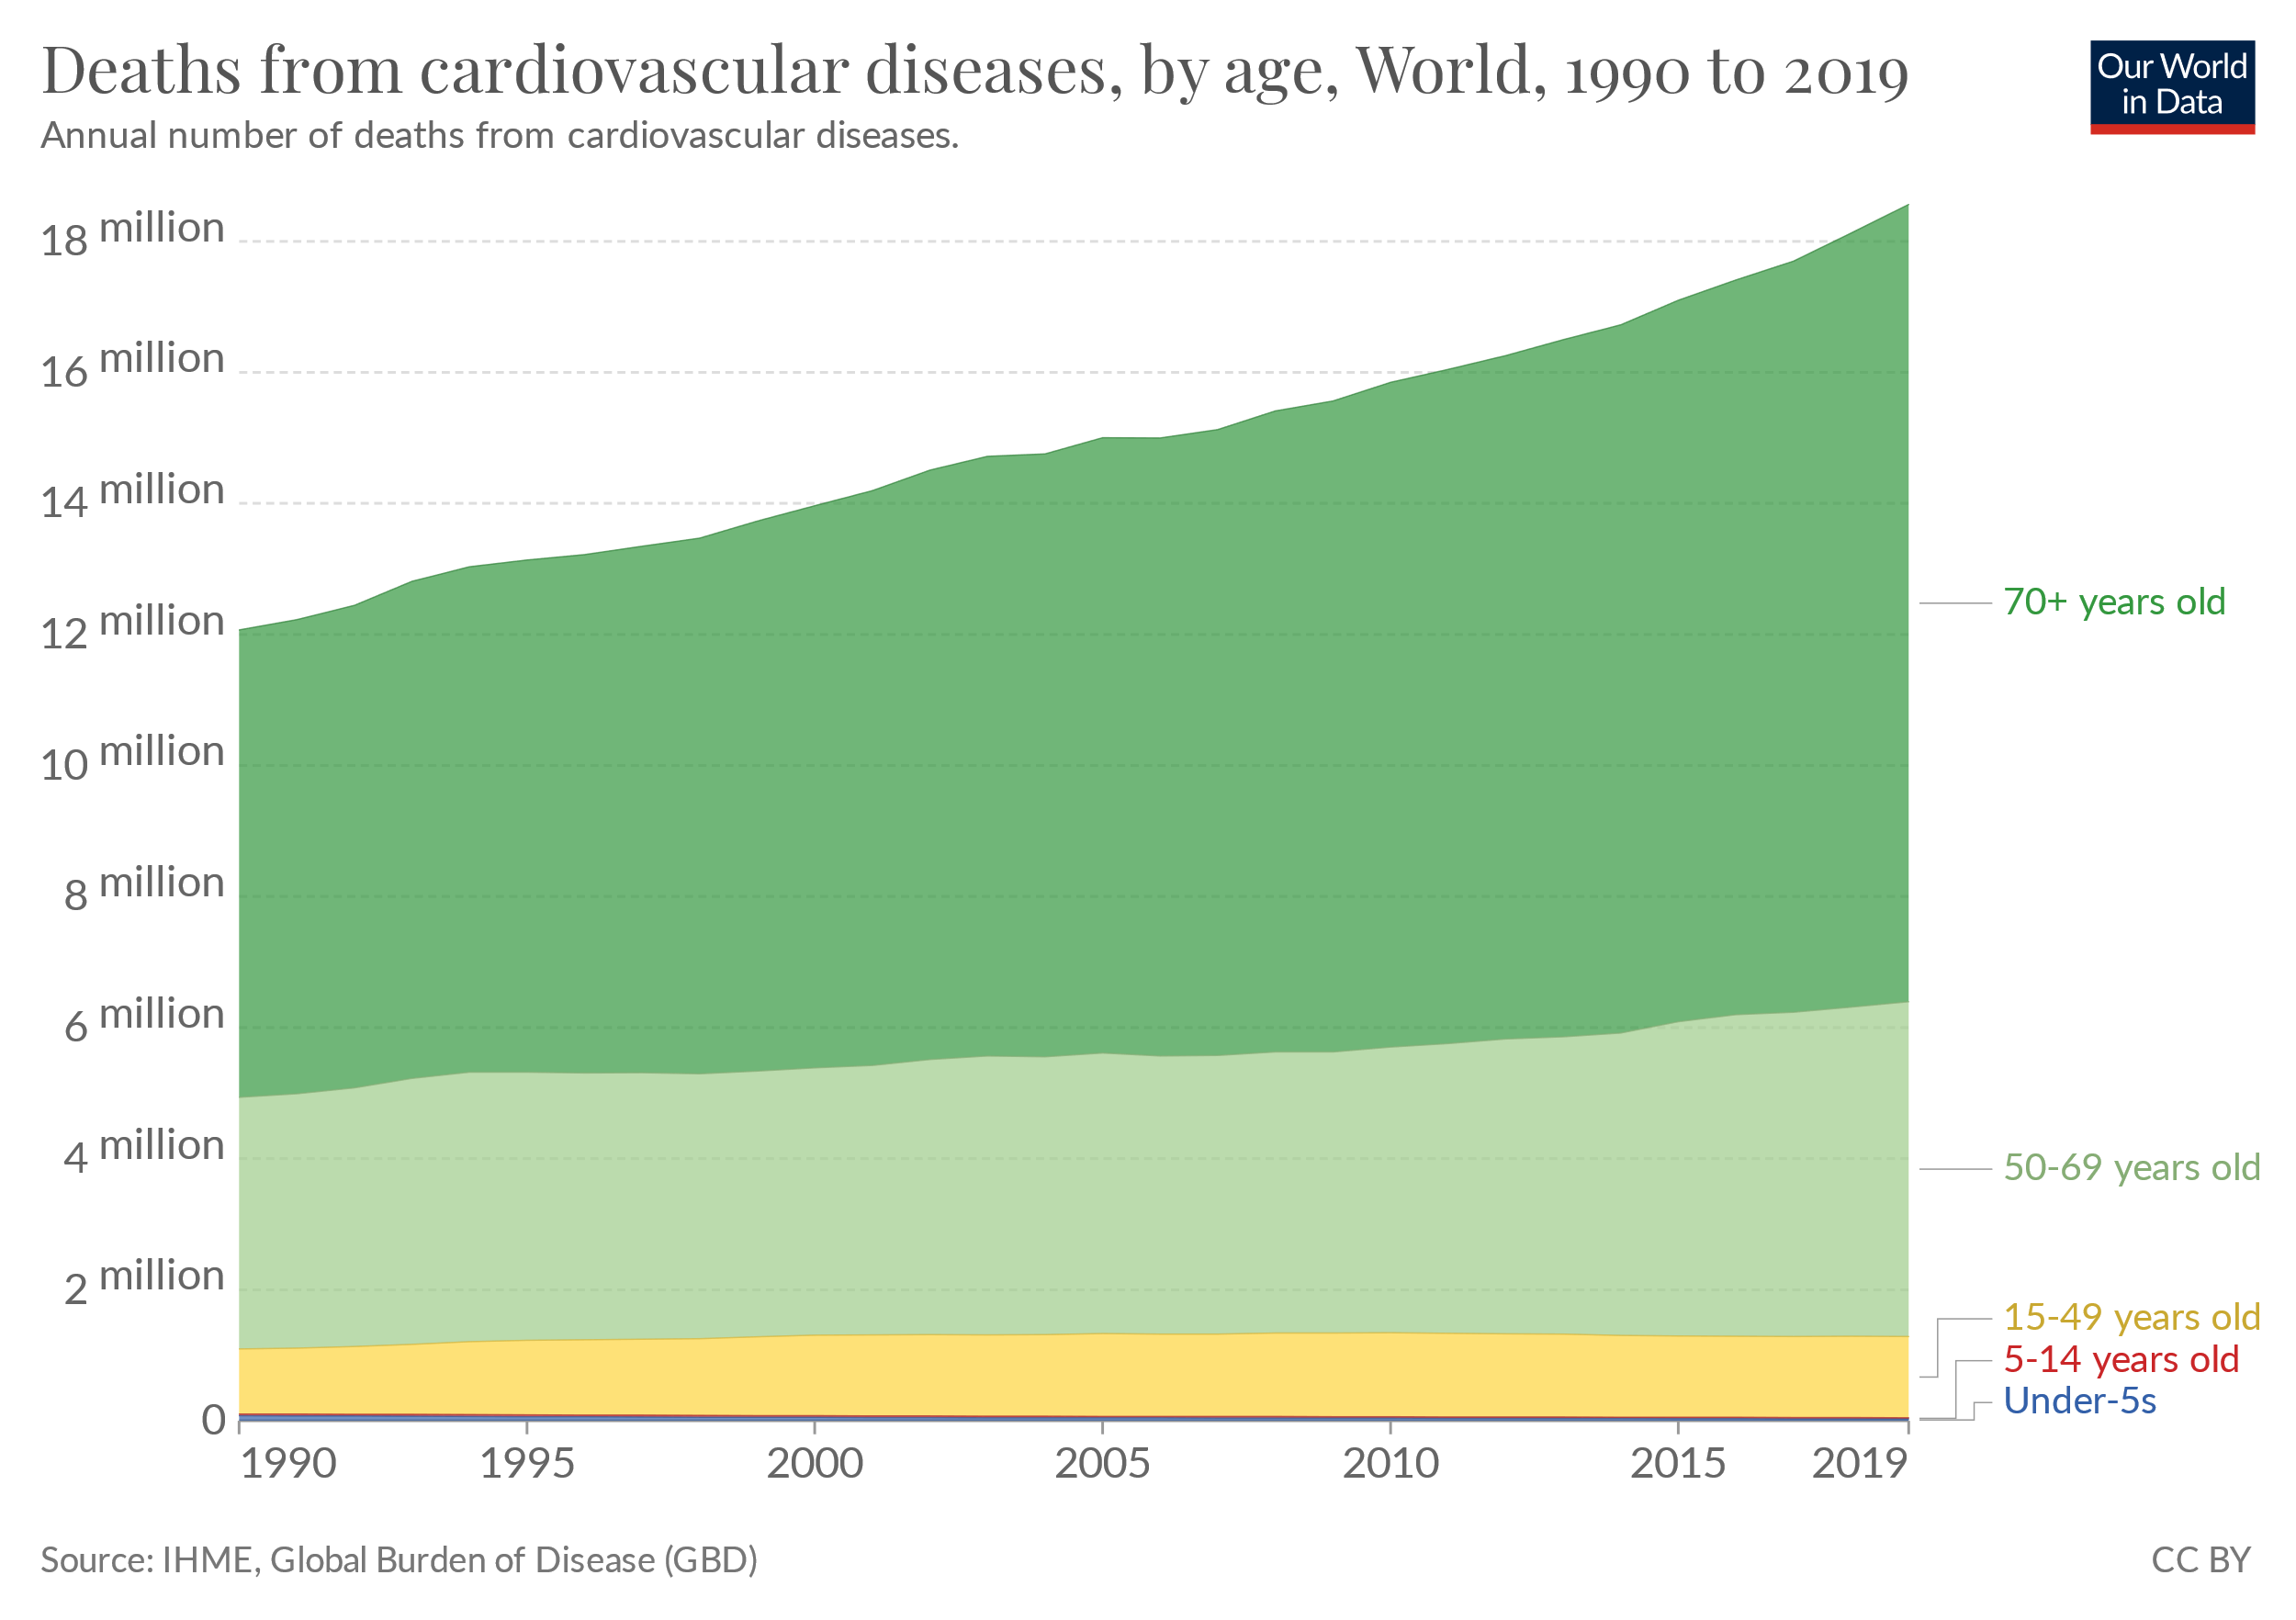 Deaths from cardiovascular diseases, by age, World, 1990 to 2019
Annual number of deaths from cardiovascular diseases.
Our World
in Data
18 million
16 million
14 million
12 million
10 million
8 million
6 million
4 million
2 million
0
70+ years old
50-69 years old
15-49 years old
5-14 years old
Under-5s
1990 1995 2000 2005 2010 2015 2019
Source: IHME, Global Burden of Disease (GBD)
CC BY